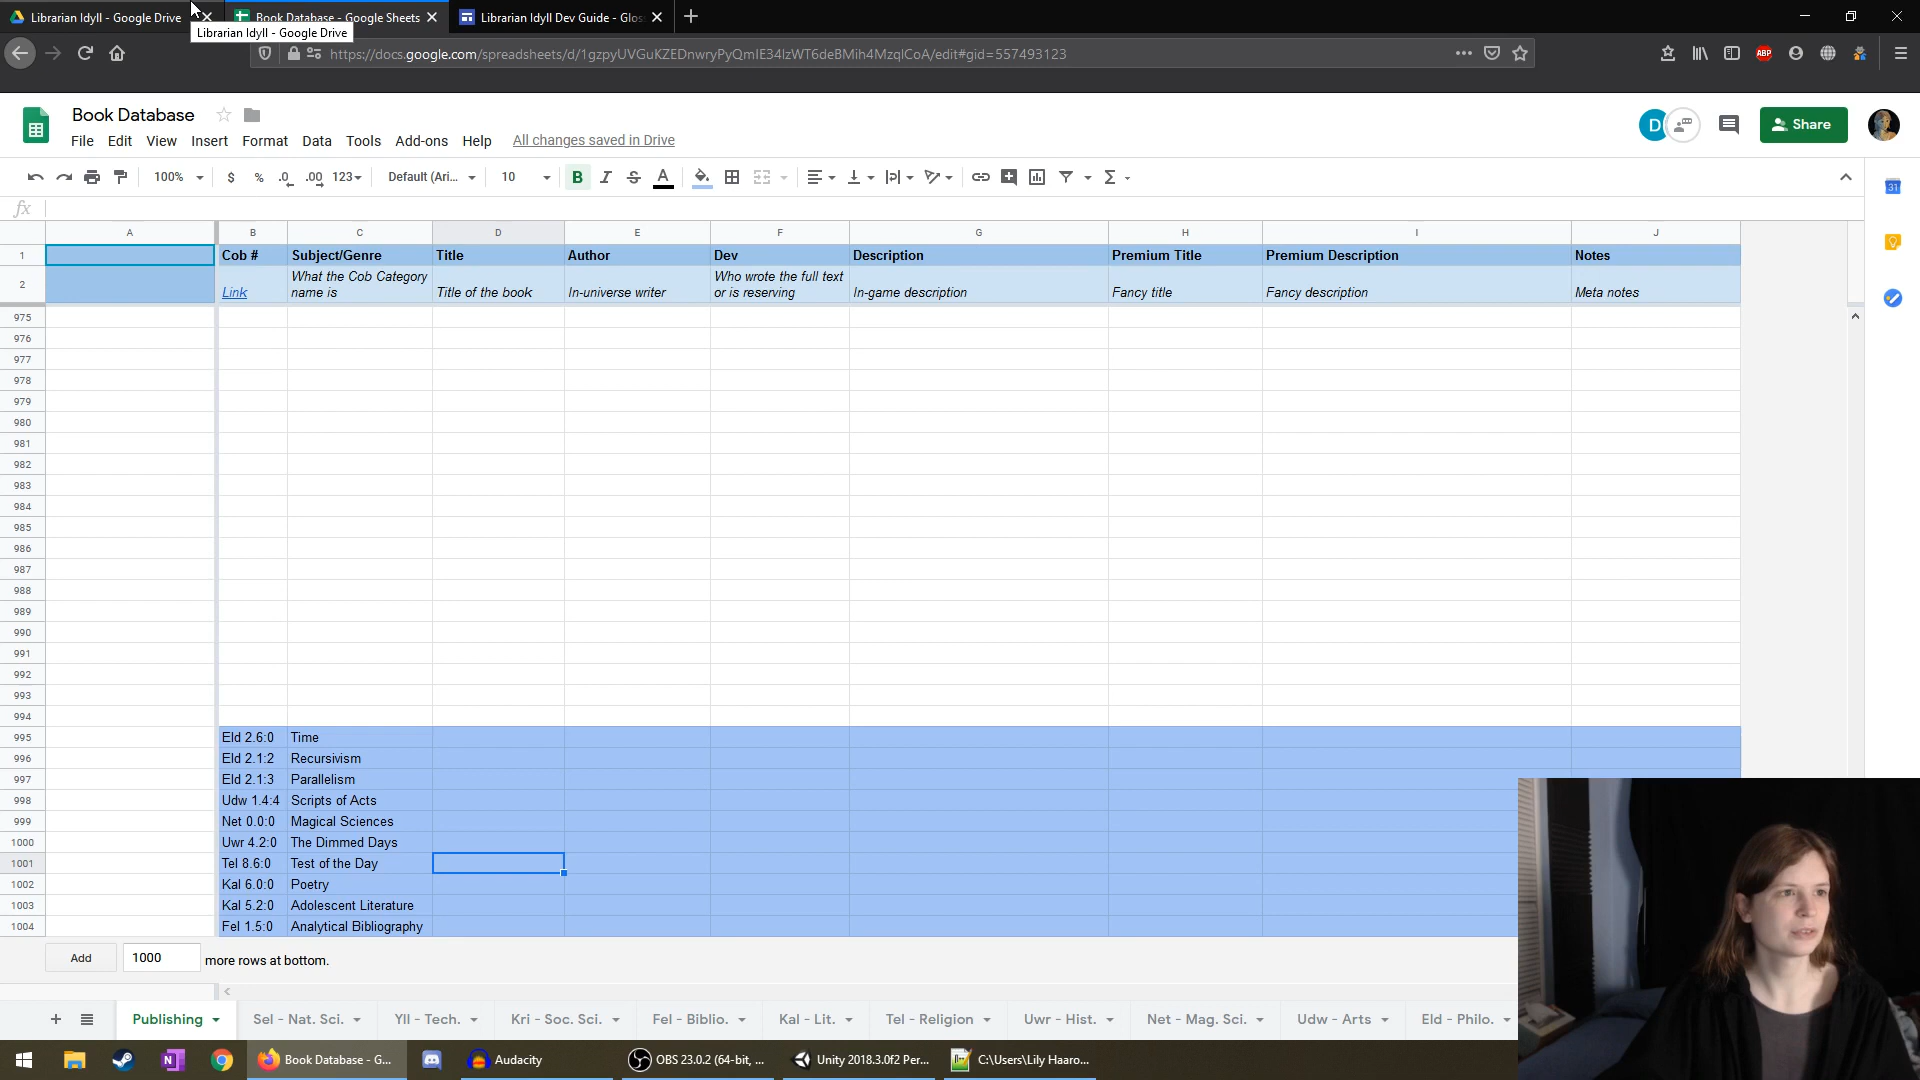 Librarian Idyll - Google Drive
Book Database - Google Sheets
Librarian Idyll Dev Guide - Glos
Librarian Idyll - Google Drive
https://docs.google.com/spreadsheets/d/1gzpyUVGuKZEDnwryPyQmIE34lzWT6deBMih4MzqlCoA/edit#gid=557493123
ABP
Book Database
File Edit View Insert Format Data Tools Add-ons Help All changes saved in Drive
D
Share
100% $ % .0 .00 123 Default (Ari... 10 B I S A Σ
31
fx
A B C D E F G H I J
1 Cob # Subject/Genre Title Author Dev Description Premium Title Premium Description Notes
2 Link What the Cob Category name is Title of the book In-universe writer Who wrote the full text or is reserving In-game description Fancy title Fancy description Meta notes
975
976
977
978
979
980
981
982
983
984
985
986
987
988
989
990
991
992
993
994
995 Eld 2.6:0 Time
996 Eld 2.1:2 Recursivism
997 Eld 2.1:3 Parallelism
998 Udw 1.4:4 Scripts of Acts
999 Net 0.0:0 Magical Sciences
1000 Uwr 4.2:0 The Dimmed Days
1001 Tel 8.6:0 Test of the Day
1002 Kal 6.0:0 Poetry
1003 Kal 5.2:0 Adolescent Literature
1004 Fel 1.5:0 Analytical Bibliography
Add 1000 more rows at bottom.
Publishing Sel - Nat. Sci. Yll - Tech. Kri - Soc. Sci. Fel - Biblio. Kal - Lit. Tel - Religion Uwr - Hist. Net - Mag. Sci. Udw - Arts Eld - Philo.
Book Database - G... Audacity OBS 23.0.2 (64-bit, ... Unity 2018.3.0f2 Per... C:\Users\Lily Haaro...